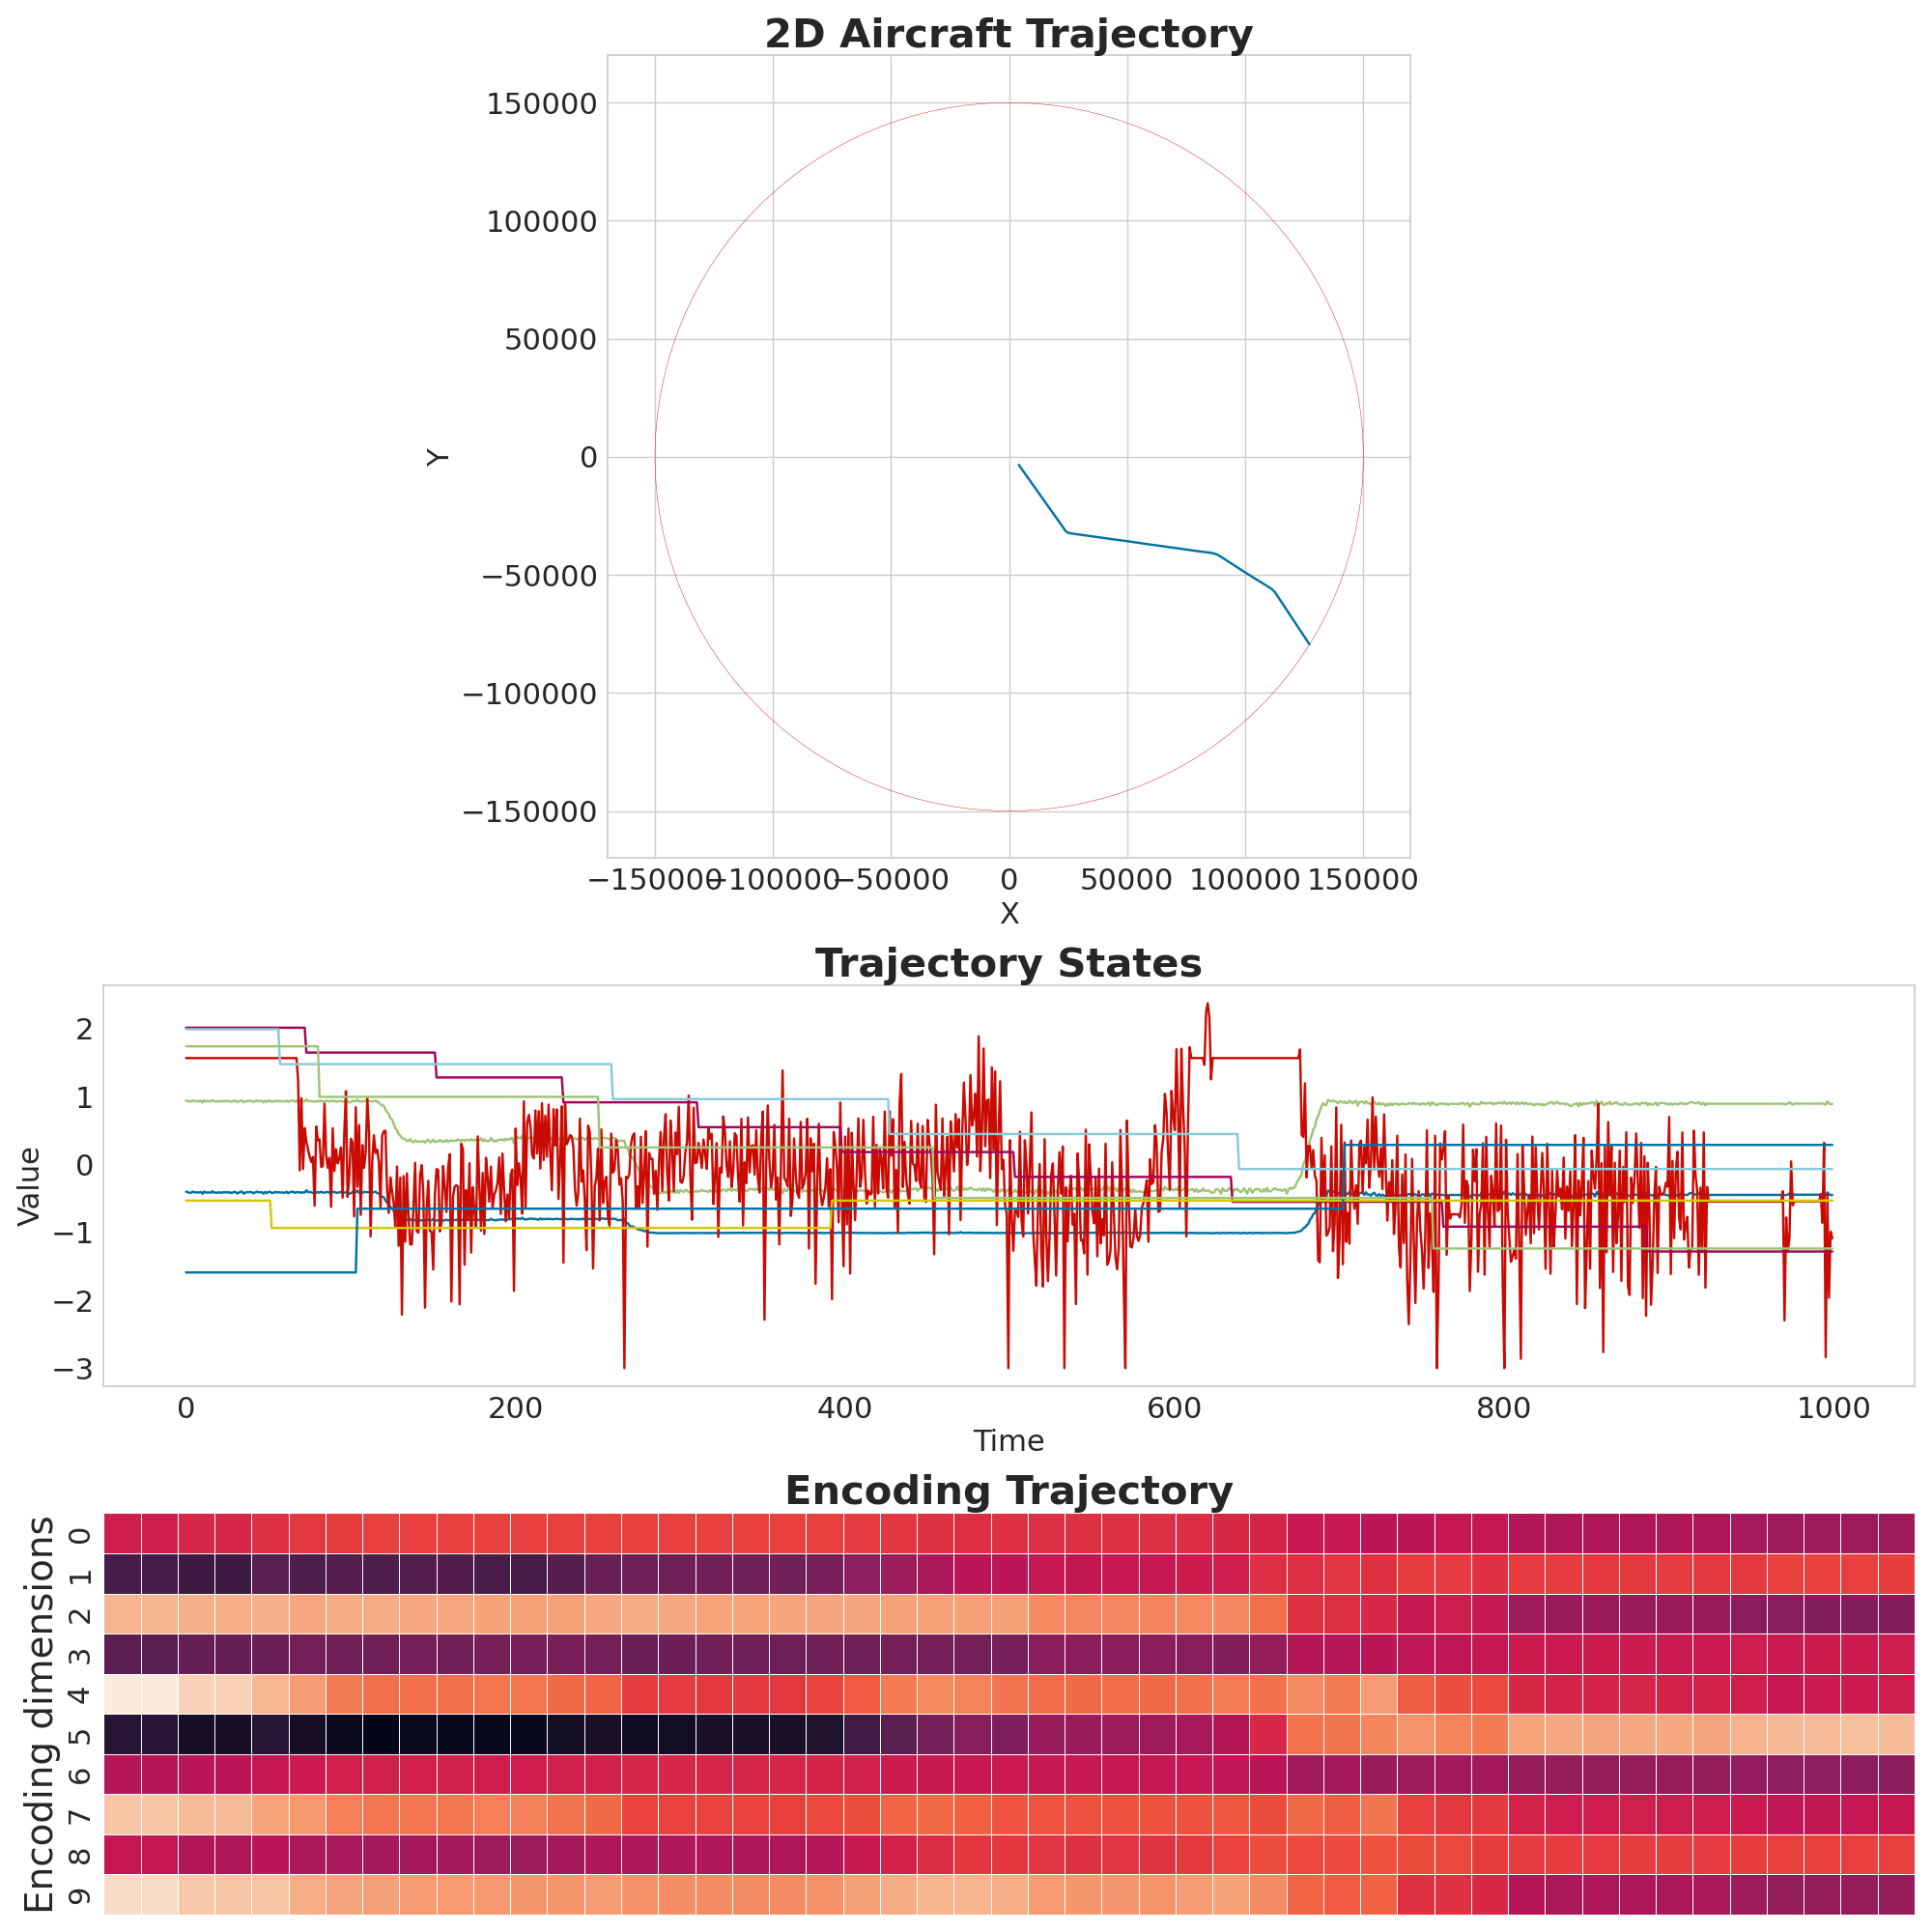 2D Aircraft Trajectory
150000
100000
50000
0
−50000
−100000
−150000
Y
−150000 −100000 −50000 0 50000 100000 150000
X
Trajectory States
2
1
0
−1
−2
−3
Value
0 200 400 600 800 1000
Time
Encoding Trajectory
0
1
2
3
4
5
6
7
8
9
Encoding dimensions